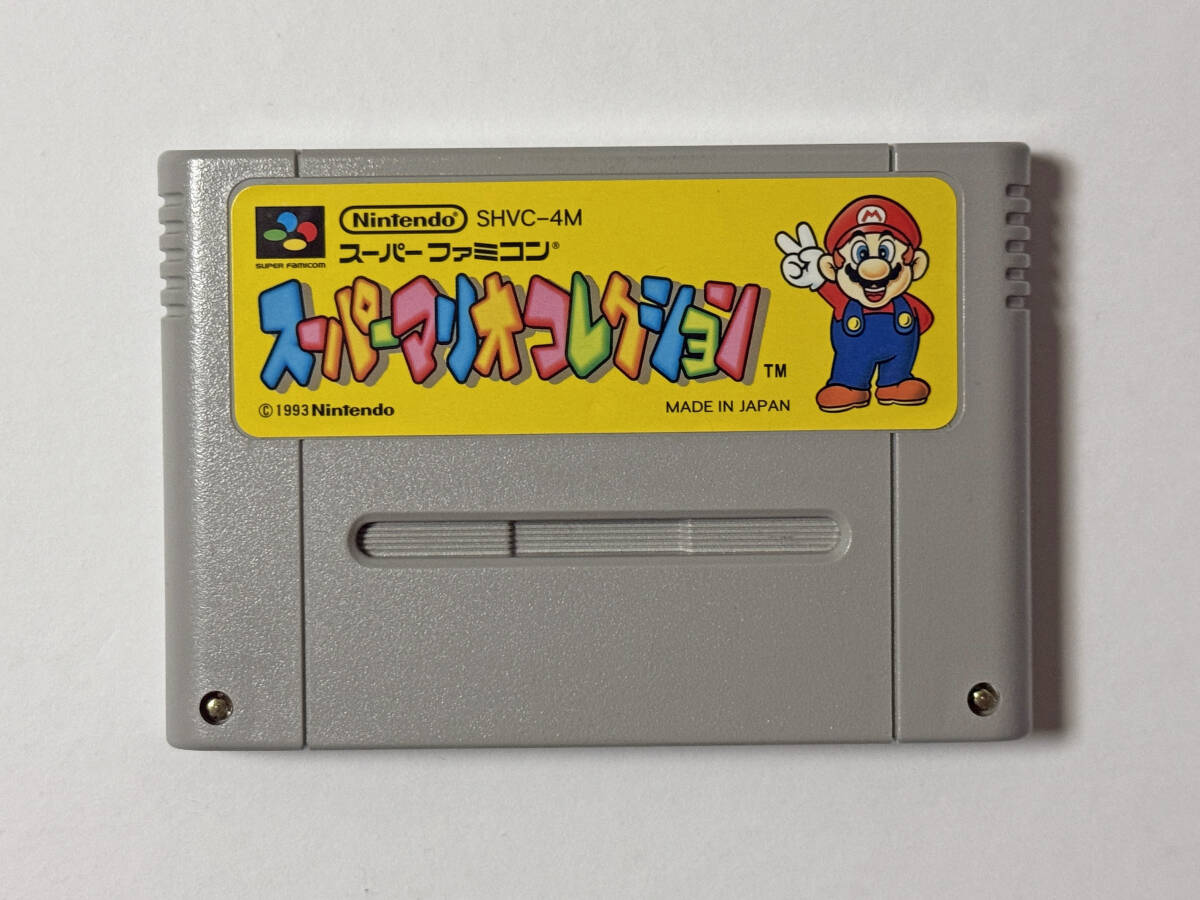 Nintendo® SHVC-4M
SUPER FAMICOM
スーパーファミコン®
スーパーマリオコレクション TM
M
©1993 Nintendo
MADE IN JAPAN